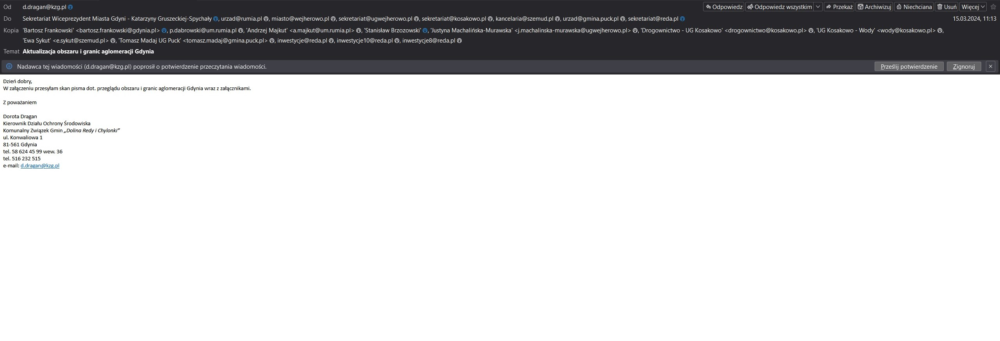 Od d.dragan@kzg.pl
Odpowiedz Odpowiedz wszystkim Przekaż Archiwizuj Niechciana Usuń Więcej
Do Sekretariat Wiceprezydent Miasta Gdyni - Katarzyny Gruszeckiej-Spychały, urzad@rumia.pl, miasto@wejherowo.pl, sekretariat@ugwejherowo.pl, sekretariat@kosakowo.pl, kancelaria@szemud.pl, urzad@gmina.puck.pl, sekretariat@reda.pl
15.03.2024, 11:13
Kopia 'Bartosz Frankowski' <bartosz.frankowski@gdynia.pl>, p.dabrowski@um.rumia.pl, 'Andrzej Majkut' <a.majkut@um.rumia.pl>, 'Stanisław Brzozowski', 'Justyna Machalińska-Murawska' <j.machalinska-murawska@ugwejherowo.pl>, 'Drogownictwo - UG Kosakowo' <drogownictwo@kosakowo.pl>, 'UG Kosakowo - Wody' <wody@kosakowo.pl>,
'Ewa Sykut' <e.sykut@szemud.pl>, 'Tomasz Madaj UG Puck' <tomasz.madaj@gmina.puck.pl>, inwestycje@reda.pl, inwestycje10@reda.pl, inwestycje8@reda.pl
Temat Aktualizacja obszaru i granic aglomeracji Gdynia
Nadawca tej wiadomości (d.dragan@kzg.pl) poprosił o potwierdzenie przeczytania wiadomości.
Prześlij potwierdzenie Zignoruj
Dzień dobry,
W załączeniu przesyłam skan pisma dot. przeglądu obszaru i granic aglomeracji Gdynia wraz z załącznikami.
Z poważaniem
Dorota Dragan
Kierownik Działu Ochrony Środowiska
Komunalny Związek Gmin „Dolina Redy i Chylonki”
ul. Konwaliowa 1
81-561 Gdynia
tel. 58 624 45 99 wew. 36
tel. 516 232 515
e-mail: d.dragan@kzg.pl